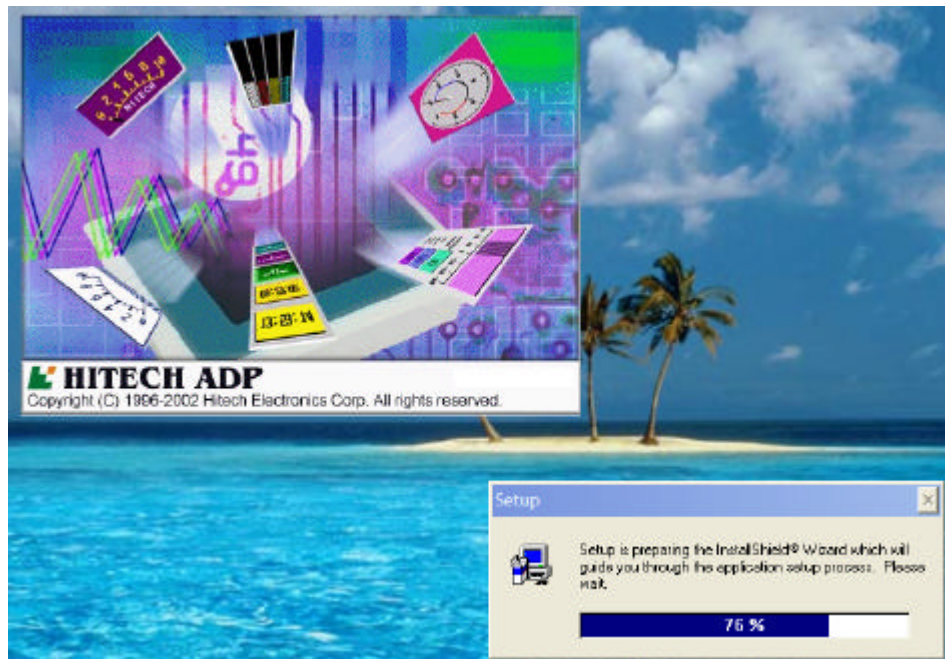 HITECH ADP
Copyright (C) 1996-2002 Hitech Electronics Corp. All rights reserved.
Setup
Setup is preparing the InstallShield® Wizard which will
guide you through the application setup process. Please
wait.
76 %